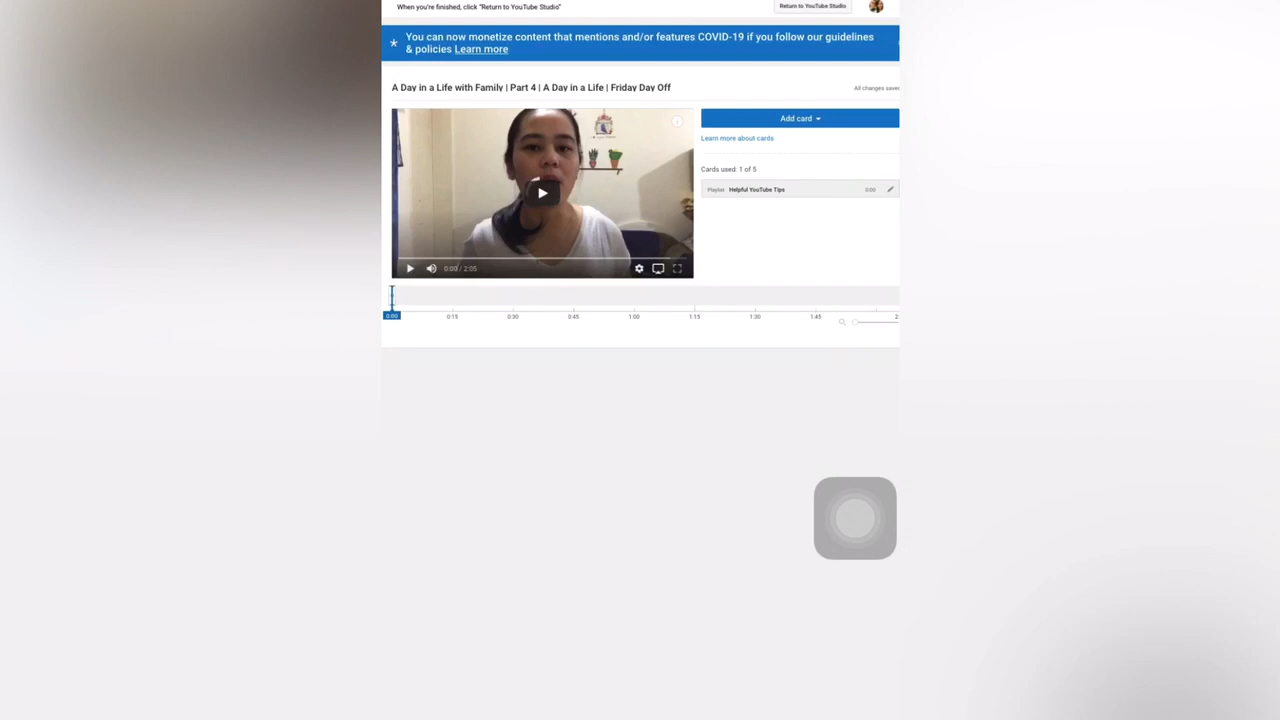 When you're finished, click "Return to YouTube Studio"
Return to YouTube Studio
You can now monetize content that mentions and/or features COVID-19 if you follow our guidelines
& policies Learn more
A Day in a Life with Family | Part 4 | A Day in a Life | Friday Day Off
All changes save
Add card
Learn more about cards
Cards used: 1 of 5
Playlist Helpful YouTube Tips 0:00
0:00 / 2:05
0:00 0:15 0:30 0:45 1:00 1:15 1:30 1:45 2: